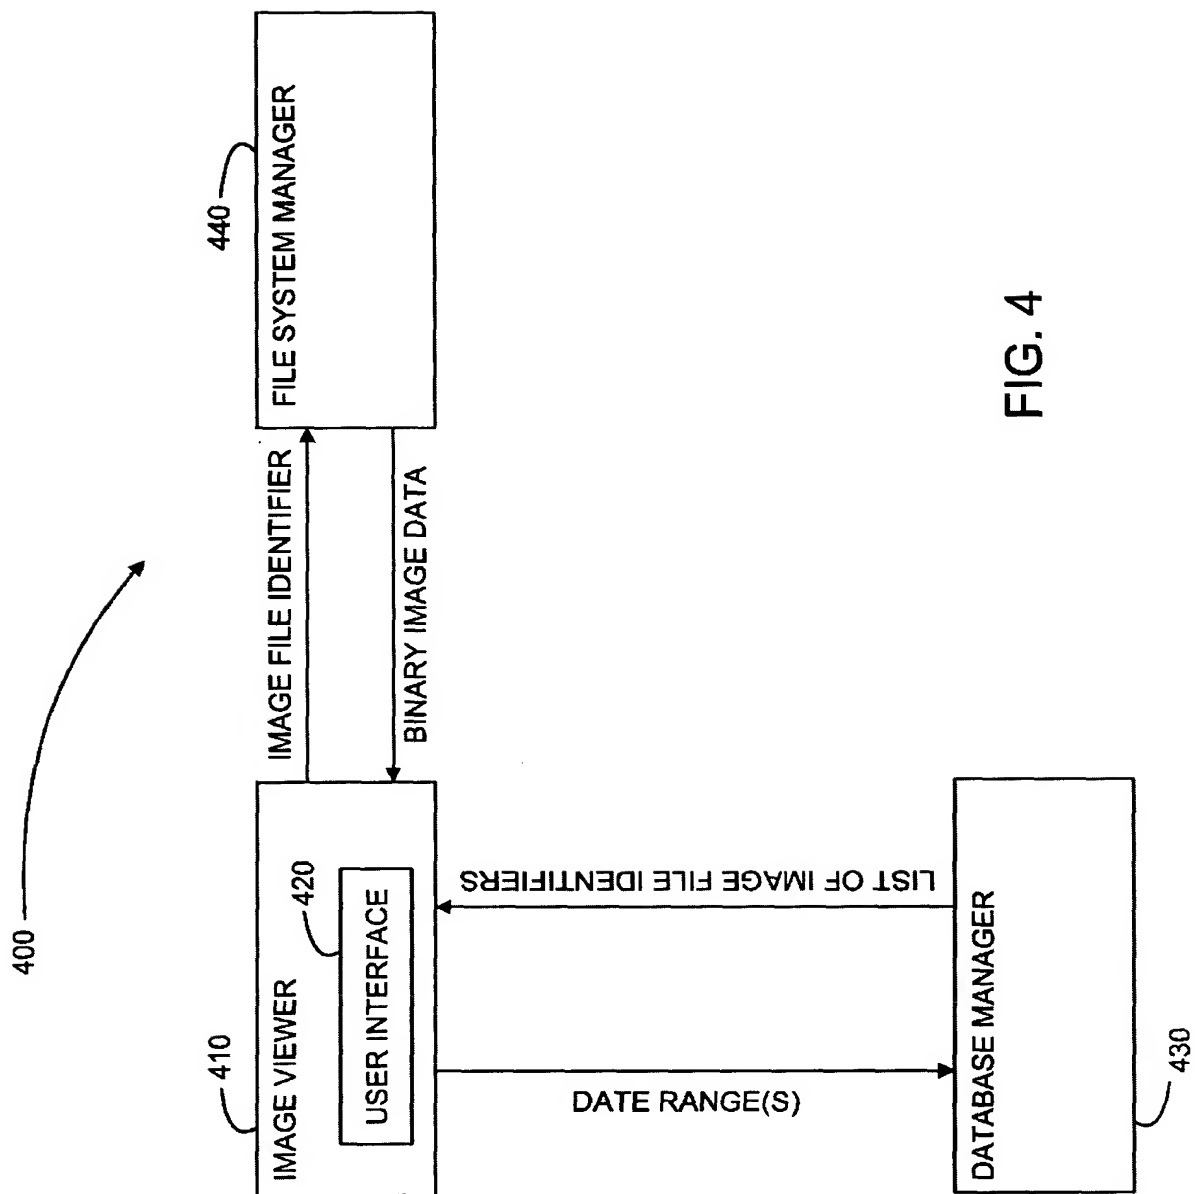 400
410
IMAGE VIEWER
420
USER INTERFACE
IMAGE FILE IDENTIFIER
BINARY IMAGE DATA
440
FILE SYSTEM MANAGER
DATE RANGE(S)
LIST OF IMAGE FILE IDENTIFIERS
DATABASE MANAGER
430
FIG. 4